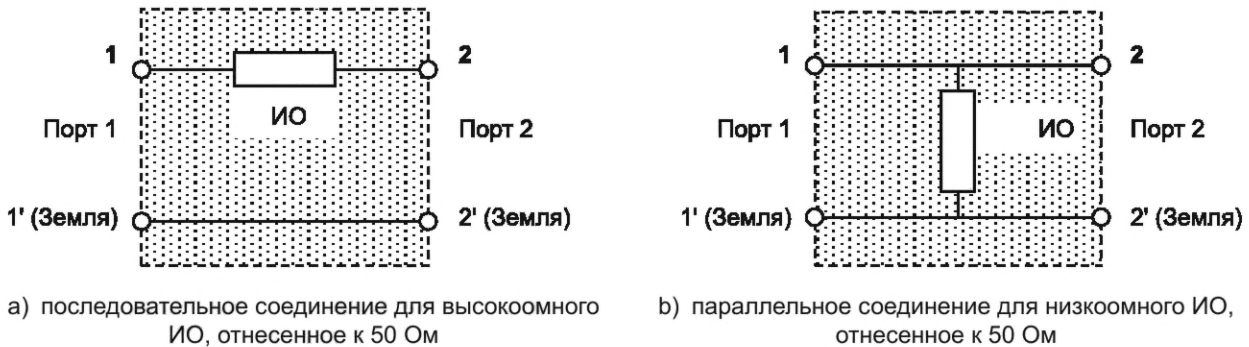 1
2
ИО
Порт 1
Порт 2
1' (Земля)
2' (Земля)
a) последовательное соединение для высокоомного
ИО, отнесенное к 50 Ом
1
2
Порт 1
ИО
Порт 2
1' (Земля)
2' (Земля)
b) параллельное соединение для низкоомного ИО,
отнесенное к 50 Ом